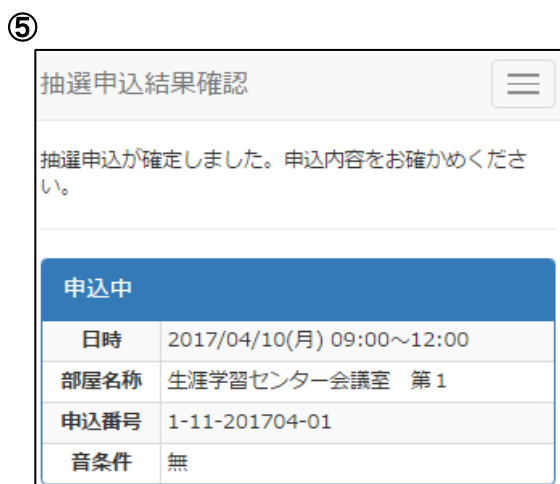 ⑤
抽選申込結果確認
抽選申込が確定しました。申込内容をお確かめくださ
い。
申込中
日時 2017/04/10(月) 09:00～12:00
部屋名称 生涯学習センター会議室　第１
申込番号 1-11-201704-01
音条件 無